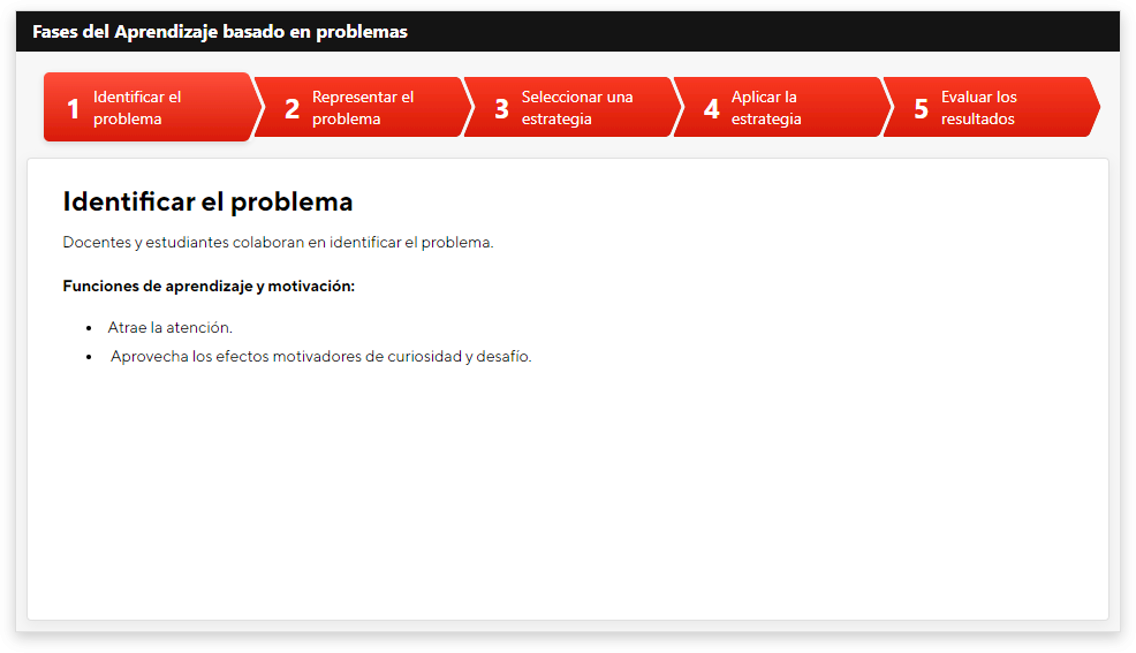 Fases del Aprendizaje basado en problemas
1 Identificar el
problema
2 Representar el
problema
3 Seleccionar una
estrategia
4 Aplicar la
estrategia
5 Evaluar los
resultados
Identificar el problema
Docentes y estudiantes colaboran en identificar el problema.
Funciones de aprendizaje y motivación:
• Atrae la atención.
• Aprovecha los efectos motivadores de curiosidad y desafío.